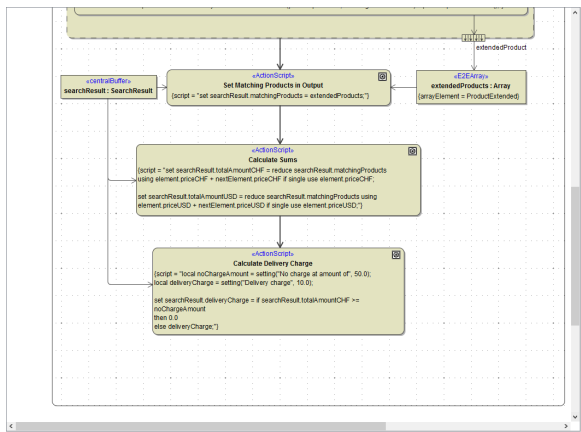 extendedProduct
«centralBuffer»
searchResult : SearchResult
«ActionScript»
Set Matching Products in Output
{script = "set searchResult.matchingProducts = extendedProducts;"}
«E2EArray»
extendedProducts : Array
{arrayElement = ProductExtended}
«ActionScript»
Calculate Sums
{script = "set searchResult.totalAmountCHF = reduce searchResult.matchingProducts
using element.priceCHF + nextElement.priceCHF if single use element.priceCHF;
set searchResult.totalAmountUSD = reduce searchResult.matchingProducts using
element.priceUSD + nextElement.priceUSD if single use element.priceUSD;"}
«ActionScript»
Calculate Delivery Charge
{script = "local noChargeAmount = setting("No charge at amount of", 50.0);
local deliveryCharge = setting("Delivery charge", 10.0);
set searchResult.deliveryCharge = if searchResult.totalAmountCHF >=
noChargeAmount
then 0.0
else deliveryCharge;"}